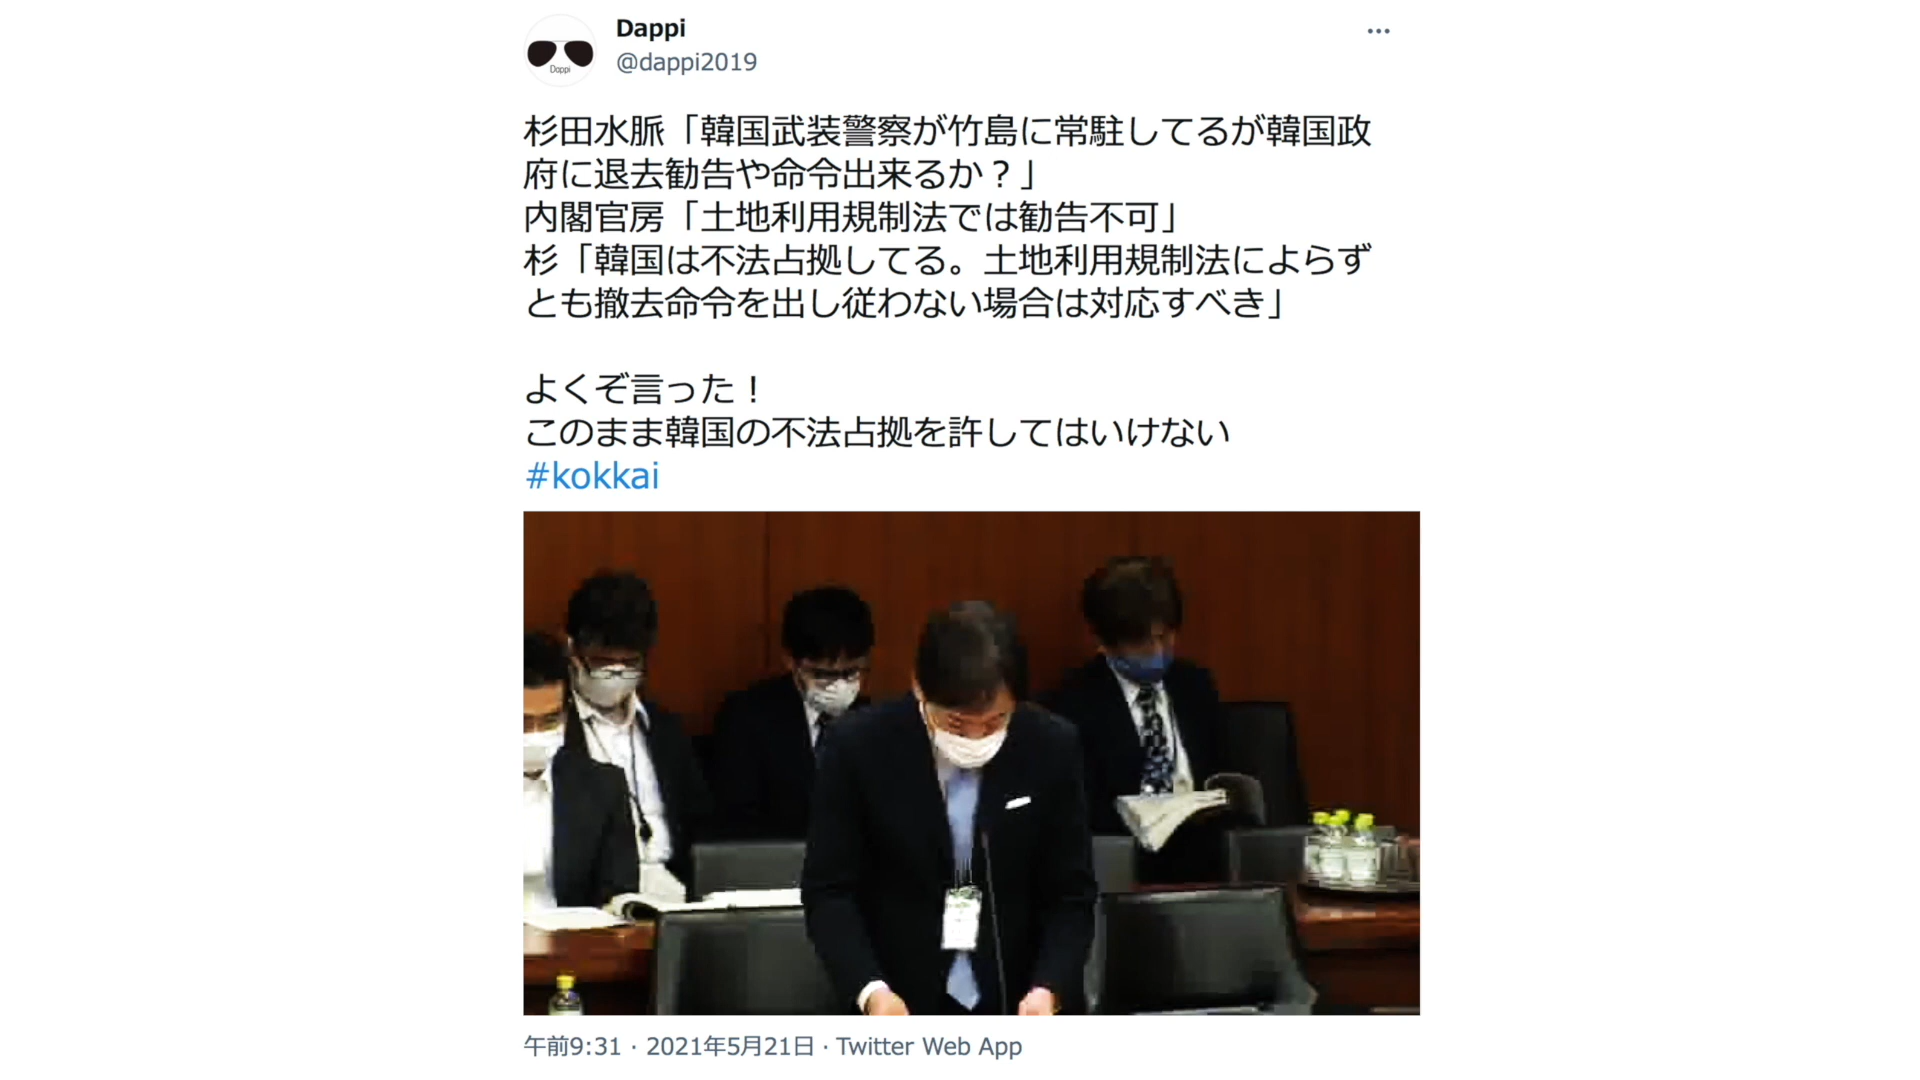 Dappi
@dappi2019
Dappi
杉田水脈「韓国武装警察が竹島に常駐してるが韓国政
府に退去勧告や命令出来るか？」
内閣官房「土地利用規制法では勧告不可」
杉「韓国は不法占拠してる。土地利用規制法によらず
とも撤去命令を出し従わない場合は対応すべき」
よくぞ言った！
このまま韓国の不法占拠を許してはいけない
#kokkai
午前9:31 · 2021年5月21日 · Twitter Web App